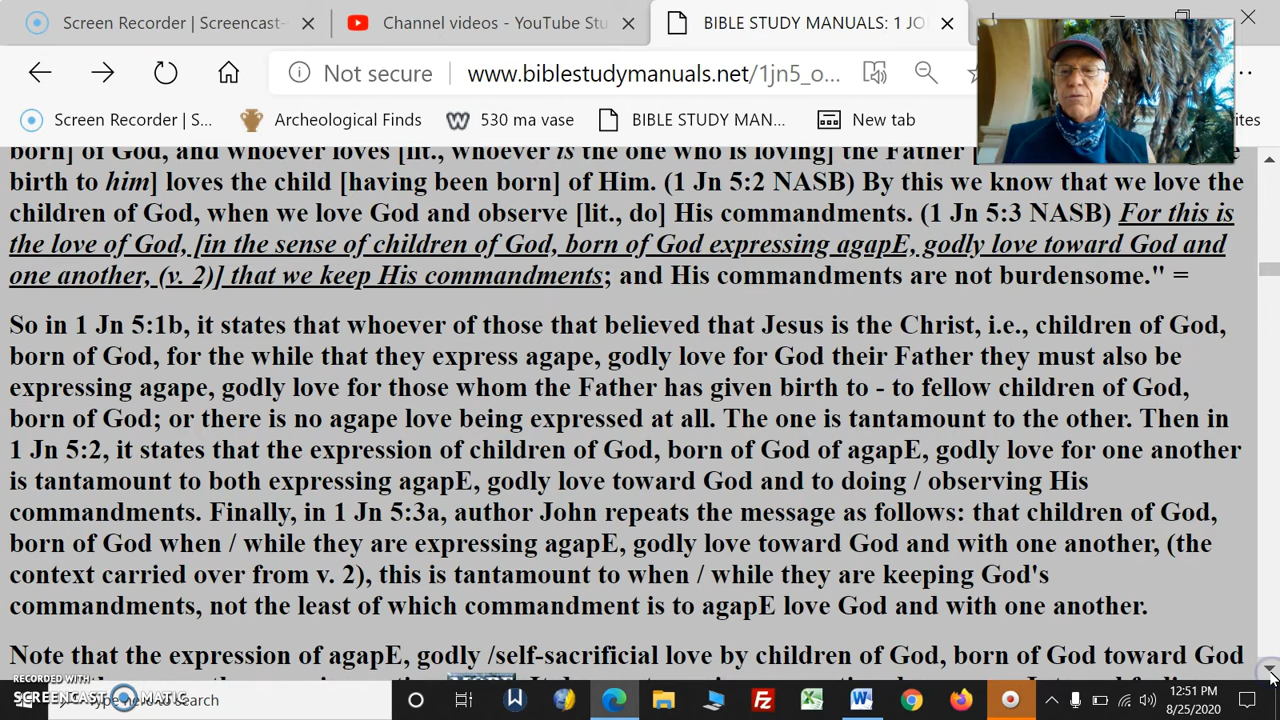 Screen Recorder | Screencast-
Channel videos - YouTube Stu
BIBLE STUDY MANUALS: 1 JO
Not secure
www.biblestudymanuals.net/1jn5_o...
Screen Recorder | S...
Archeological Finds
530 ma vase
BIBLE STUDY MAN...
New tab
born] of God, and whoever loves [lit., whoever is the one who is loving] the Father [
birth to him] loves the child [having been born] of Him. (1 Jn 5:2 NASB) By this we know that we love the
children of God, when we love God and observe [lit., do] His commandments. (1 Jn 5:3 NASB) For this is
the love of God, [in the sense of children of God, born of God expressing agapE, godly love toward God and
one another, (v. 2)] that we keep His commandments; and His commandments are not burdensome." =
So in 1 Jn 5:1b, it states that whoever of those that believed that Jesus is the Christ, i.e., children of God,
born of God, for the while that they express agape, godly love for God their Father they must also be
expressing agape, godly love for those whom the Father has given birth to - to fellow children of God,
born of God; or there is no agape love being expressed at all. The one is tantamount to the other. Then in
1 Jn 5:2, it states that the expression of children of God, born of God of agapE, godly love for one another
is tantamount to both expressing agapE, godly love toward God and to doing / observing His
commandments. Finally, in 1 Jn 5:3a, author John repeats the message as follows: that children of God,
born of God when / while they are expressing agapE, godly love toward God and with one another, (the
context carried over from v. 2), this is tantamount to when / while they are keeping God's
commandments, not the least of which commandment is to agapE love God and with one another.
Note that the expression of agapE, godly /self-sacrificial love by children of God, born of God toward God
RECORDED WITH
SCREENCAST MATIC
Type here to search
12:51 PM
8/25/2020